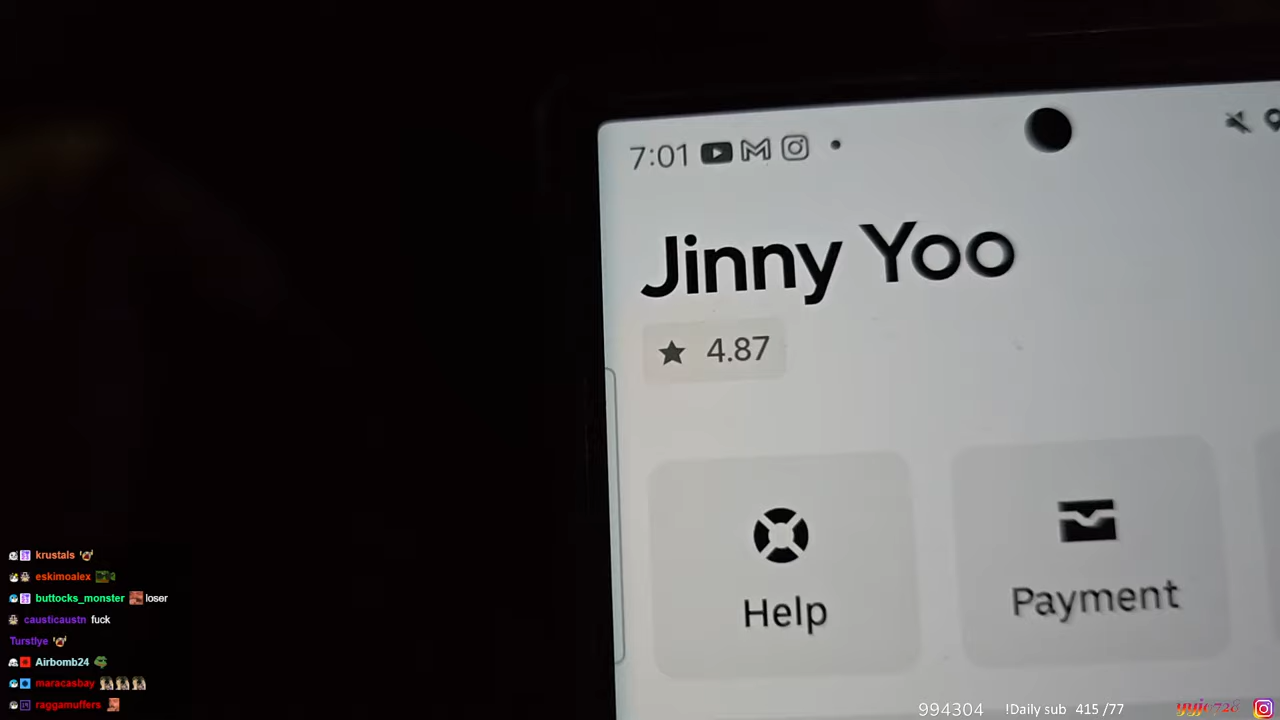 7:01
Jinny Yoo
4.87
Help
Payment
krustals
eskimoalex
buttocks_monster loser
causticaustn fuck
Turstlye
Airbomb24
maracasbay
raggamuffers
994304 !Daily sub 415 /77
yyjc728